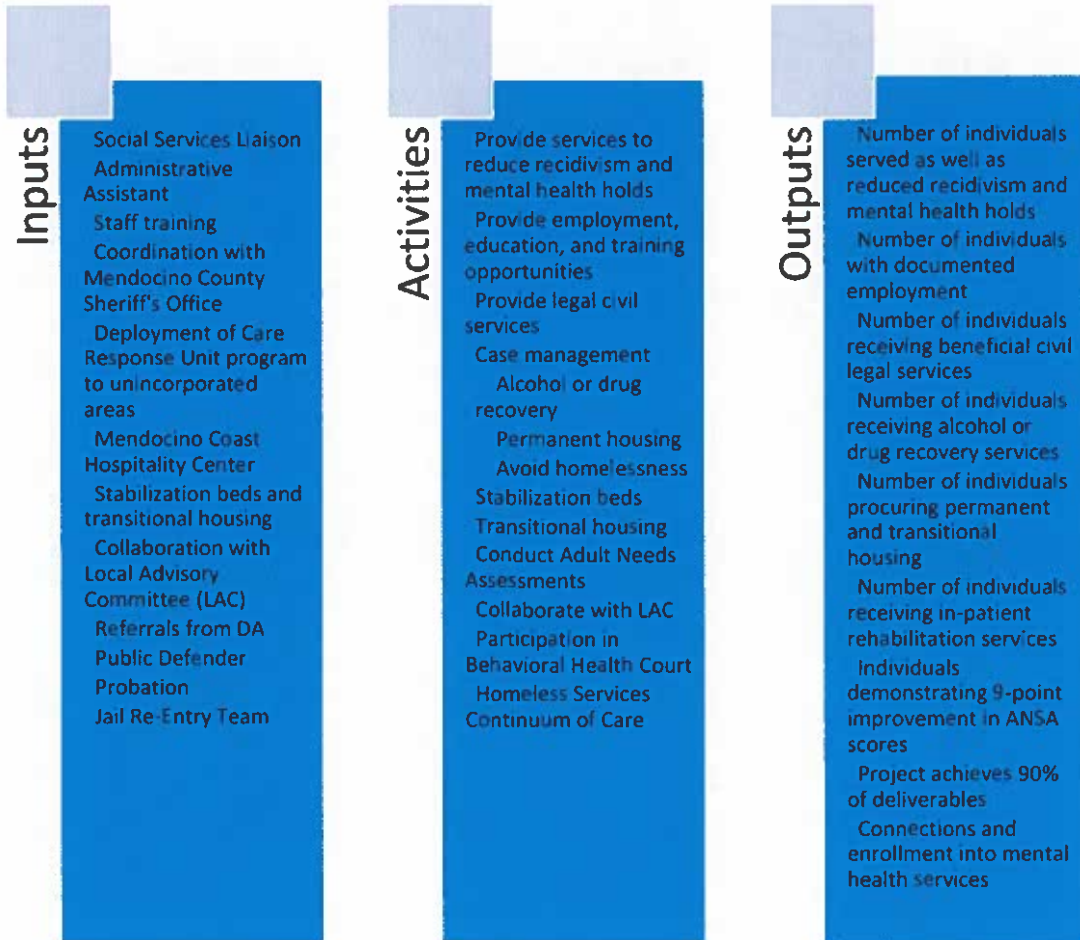 Inputs
Social Services Liaison
Administrative
Assistant
Staff training
Coordination with
Mendocino County
Sheriff's Office
Deployment of Care
Response Unit program
to unincorporated
areas
Mendocino Coast
Hospitality Center
Stabilization beds and
transitional housing
Collaboration with
Local Advisory
Committee (LAC)
Referrals from DA
Public Defender
Probation
Jail Re-Entry Team
Activities
Provide services to
reduce recidivism and
mental health holds
Provide employment,
education, and training
opportunities
Provide legal civil
services
Case management
Alcohol or drug
recovery
Permanent housing
Avoid homelessness
Stabilization beds
Transitional housing
Conduct Adult Needs
Assessments
Collaborate with LAC
Participation in
Behavioral Health Court
Homeless Services
Continuum of Care
Outputs
Number of individuals
served as well as
reduced recidivism and
mental health holds
Number of individuals
with documented
employment
Number of individuals
receiving beneficial civil
legal services
Number of individuals
receiving alcohol or
drug recovery services
Number of individuals
procuring permanent
and transitional
housing
Number of individuals
receiving in-patient
rehabilitation services
Individuals
demonstrating 9-point
improvement in ANSA
scores
Project achieves 90%
of deliverables
Connections and
enrollment into mental
health services